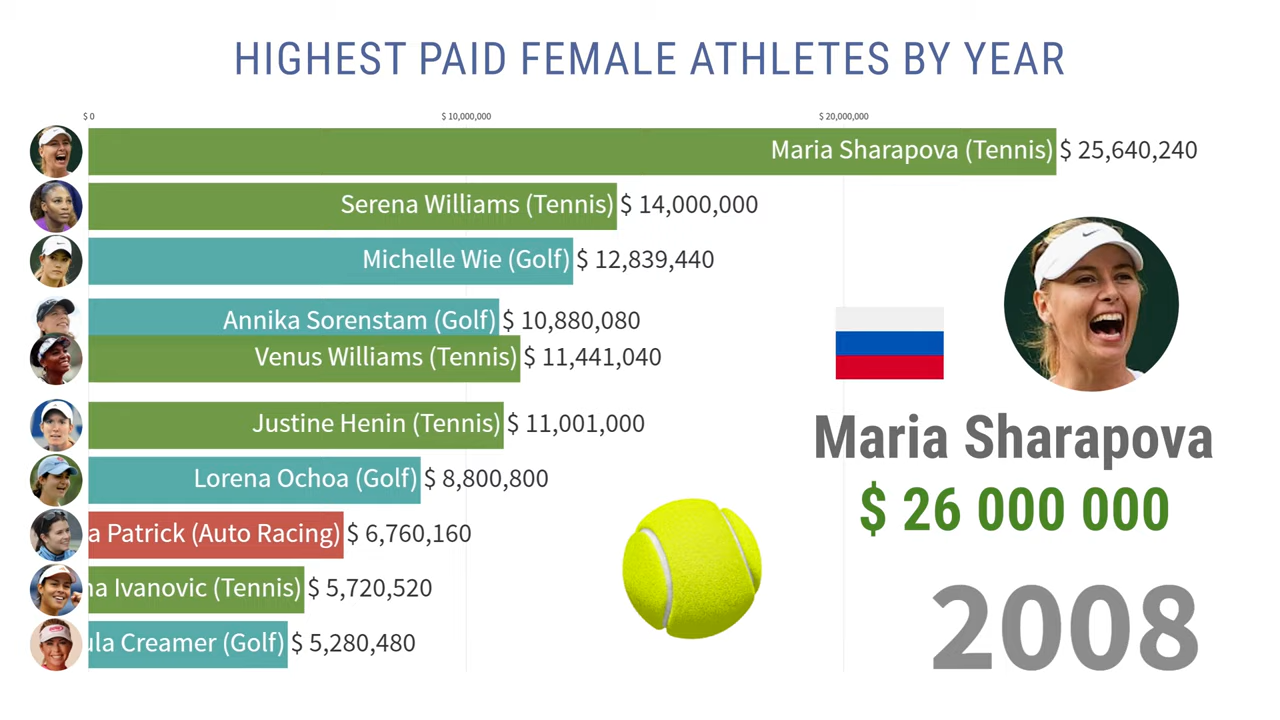 HIGHEST PAID FEMALE ATHLETES BY YEAR
$ 0 $ 10,000,000 $ 20,000,000
Maria Sharapova (Tennis) $ 25,640,240
Serena Williams (Tennis) $ 14,000,000
Michelle Wie (Golf) $ 12,839,440
Annika Sorenstam (Golf) $ 10,880,080
Venus Williams (Tennis) $ 11,441,040
Justine Henin (Tennis) $ 11,001,000
Lorena Ochoa (Golf) $ 8,800,800
a Patrick (Auto Racing) $ 6,760,160
na Ivanovic (Tennis) $ 5,720,520
ula Creamer (Golf) $ 5,280,480
Maria Sharapova
$ 26 000 000
2008